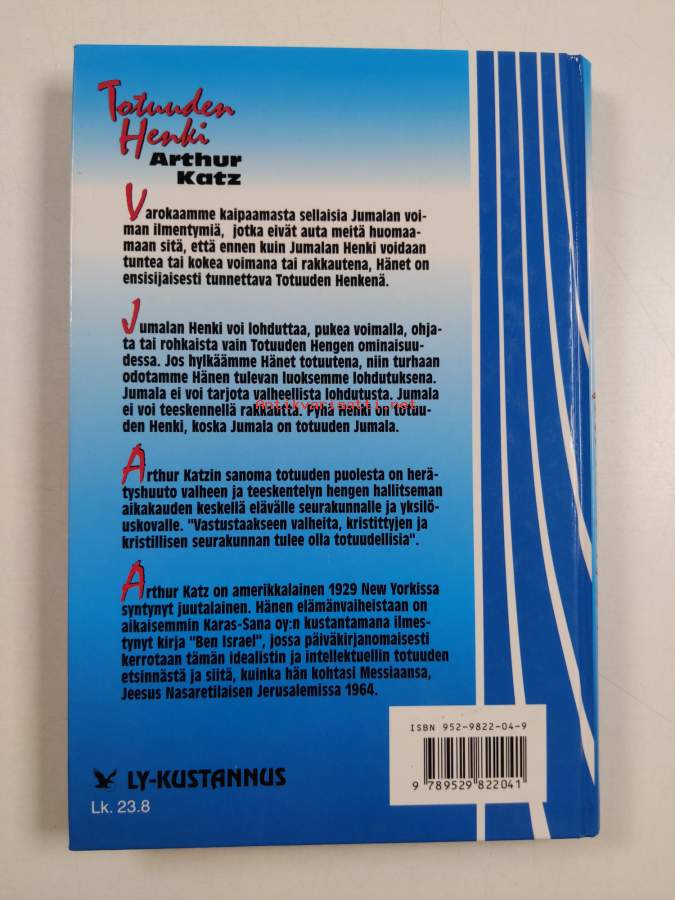 Totuuden
Henki
Arthur
Katz
Varokaamme kaipaamasta sellaisia Jumalan voi-
man ilmentymiä, jotka eivät auta meitä huomaa-
maan sitä, että ennen kuin Jumalan Henki voidaan
tuntea tai kokea voimana tai rakkautena, Hänet on
ensisijaisesti tunnettava Totuuden Henkenä.
Jumalan Henki voi lohduttaa, pukea voimalla, ohja-
ta tai rohkaista vain Totuuden Hengen ominaisuu-
dessa. Jos hylkäämme Hänet totuutena, niin turhaan
odotamme Hänen tulevan luoksemme lohdutuksena.
Jumala ei voi tarjota valheellista lohdutusta. Jumala
Antikvariaatti.net
ei voi teeskennellä rakkautta. Pyhä Henki on totuu-
den Henki, koska Jumala on totuuden Jumala.
Arthur Katzin sanoma totuuden puolesta on herä-
tyshuuto valheen ja teeskentelyn hengen hallitseman
aikakauden keskellä elävälle seurakunnalle ja yksilö-
uskovalle. "Vastustaakseen valheita, kristittyjen ja
kristillisen seurakunnan tulee olla totuudellisia".
Arthur Katz on amerikkalainen 1929 New Yorkissa
syntynyt juutalainen. Hänen elämänvaiheistaan on
aikaisemmin Karas-Sana oy:n kustantamana ilmes-
tynyt kirja "Ben Israel", jossa päiväkirjanomaisesti
kerrotaan tämän idealistin ja intellektuellin totuuden
etsinnästä ja siitä, kuinka hän kohtasi Messiaansa,
Jeesus Nasaretilaisen Jerusalemissa 1964.
ISBN 952-9822-04-9
9 789529 822041
LY-KUSTANNUS
Lk. 23.8